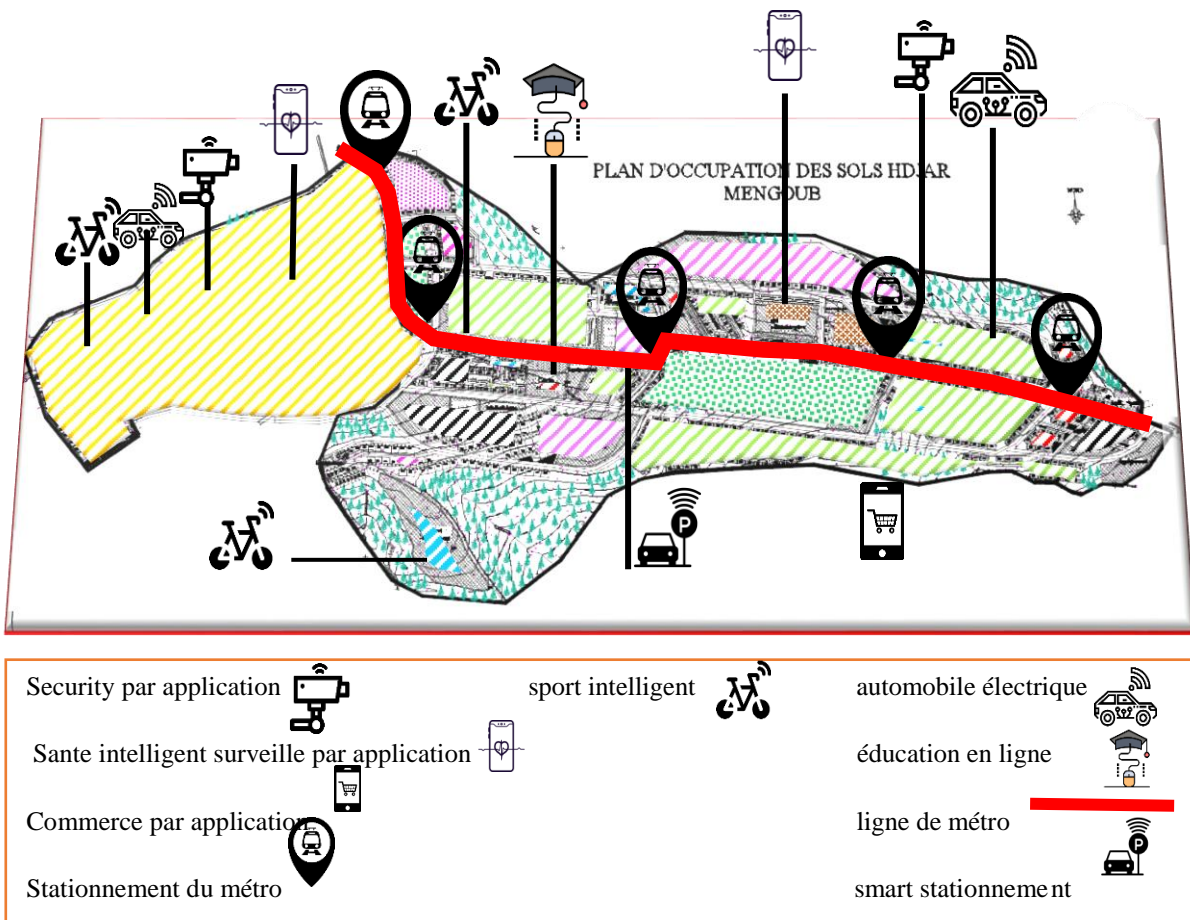 PLAN D'OCCUPATION DES SOLS HDJAR
MENGOUB
P
Security par application
sport intelligent
automobile électrique
Sante intelligent surveille par application
éducation en ligne
Commerce par application
ligne de métro
Stationnement du métro
P
smart stationnement